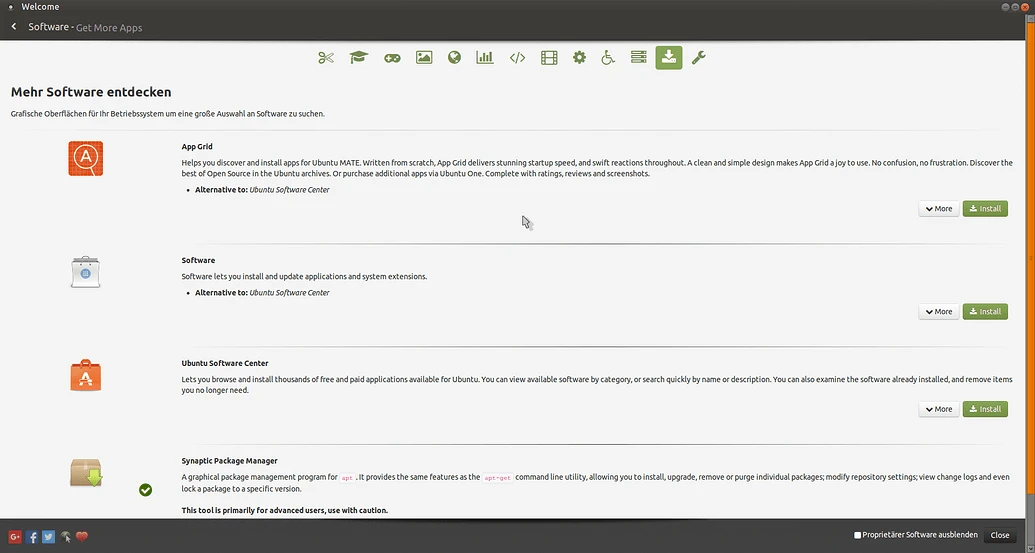 Welcome
Software - Get More Apps
Mehr Software entdecken
Grafische Oberflächen für Ihr Betriebssystem um eine große Auswahl an Software zu suchen.
App Grid
Helps you discover and install apps for Ubuntu MATE. Written from scratch, App Grid delivers stunning startup speed, and swift reactions throughout. A clean and simple design makes App Grid a joy to use. No confusion, no frustration. Discover the
best of Open Source in the Ubuntu archives. Or purchase additional apps via Ubuntu One. Complete with ratings, reviews and screenshots.
• Alternative to: Ubuntu Software Center
More Install
Software
Software lets you install and update applications and system extensions.
• Alternative to: Ubuntu Software Center
More Install
Ubuntu Software Center
Lets you browse and install thousands of free and paid applications available for Ubuntu. You can view available software by category, or search quickly by name or description. You can also examine the software already installed, and remove items
you no longer need.
More Install
Synaptic Package Manager
A graphical package management program for apt . It provides the same features as the apt-get command line utility, allowing you to install, upgrade, remove or purge individual packages; modify repository settings; view change logs and even
lock a package to a specific version.
This tool is primarily for advanced users, use with caution.
Proprietärer Software ausblenden Close